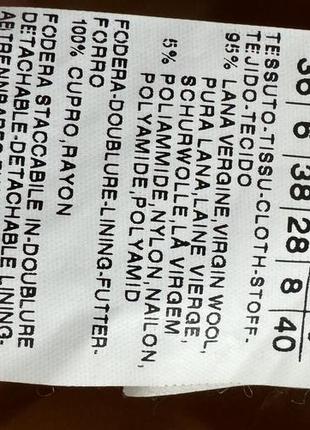 36 6 38 28 8 40
TESSUTO-TISSU-CLOTH-STOFF-
TEJIDO-TECIDO
95% LANA VERGINE,VIRGIN WOOL,
PURA LANA,LAINE VIERGE,
SCHURWOLLE,LÃ VIRGEM
5% POLIAMMIDE,NYLON,NAILON,
POLYAMIDE,POLYAMID
FODERA-DOUBLURE-LINING-FUTTER-
FORRO
100% CUPRO,RAYON
FODERA STACCABILE IN-DOUBLURE
DETACHABLE-DETACHABLE LINING-